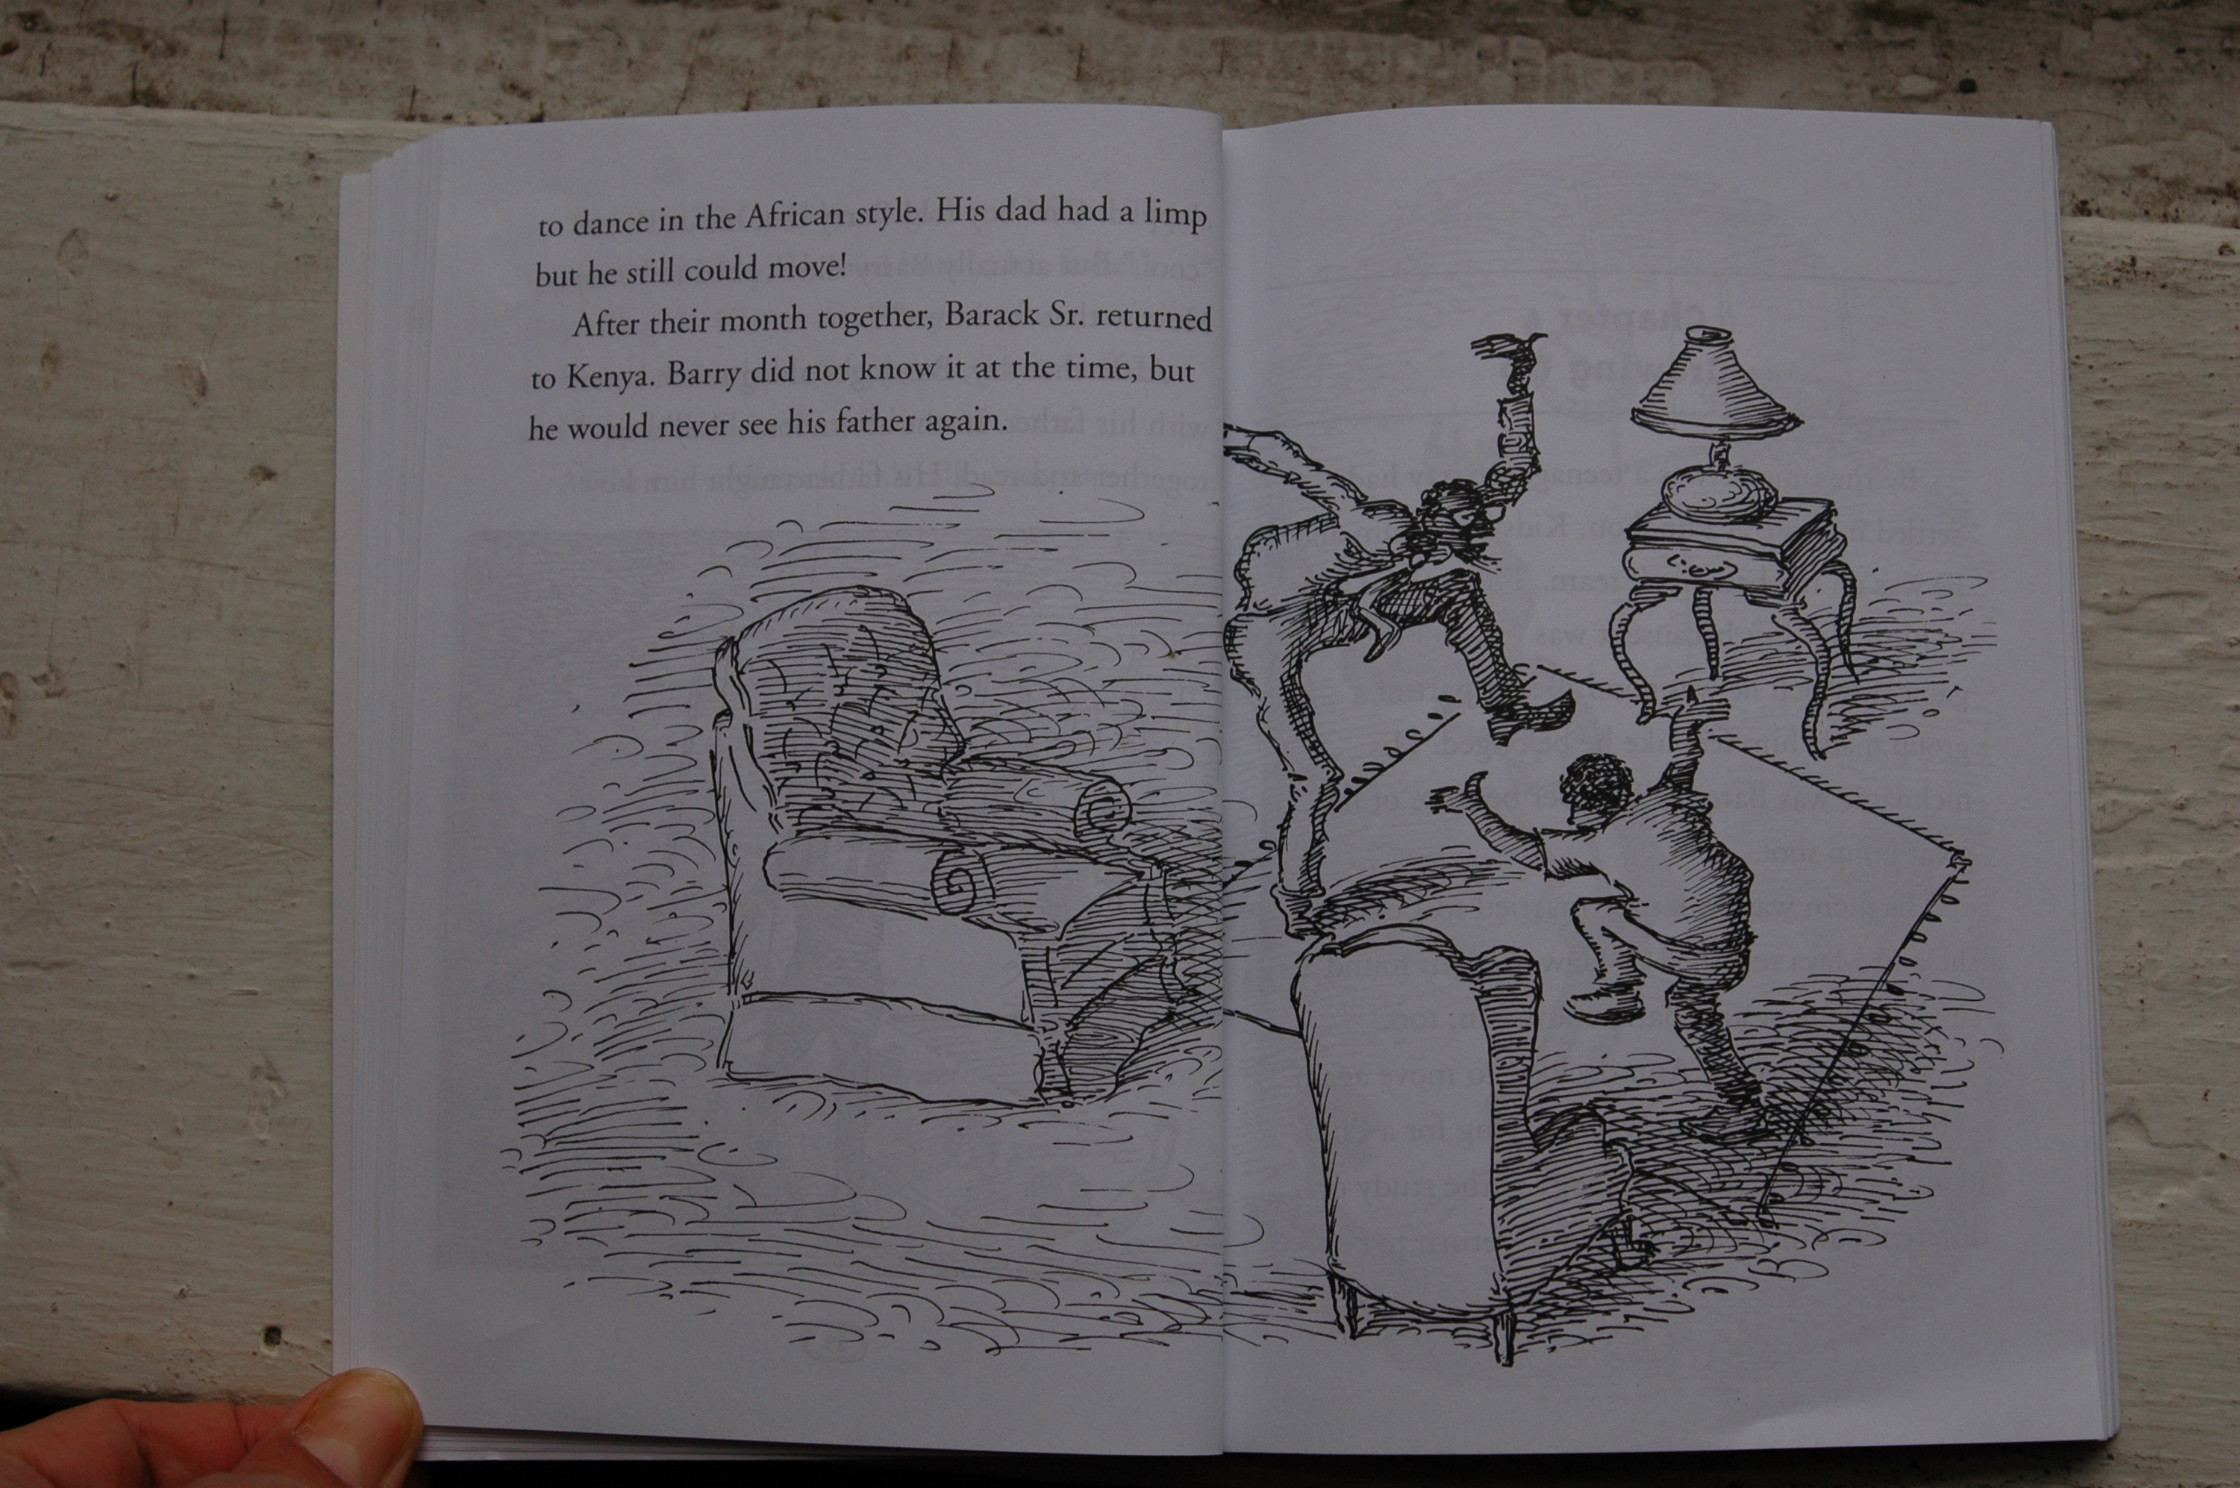 to dance in the African style. His dad had a limp
but he still could move!
After their month together, Barack Sr. returned
to Kenya. Barry did not know it at the time, but
he would never see his father again.